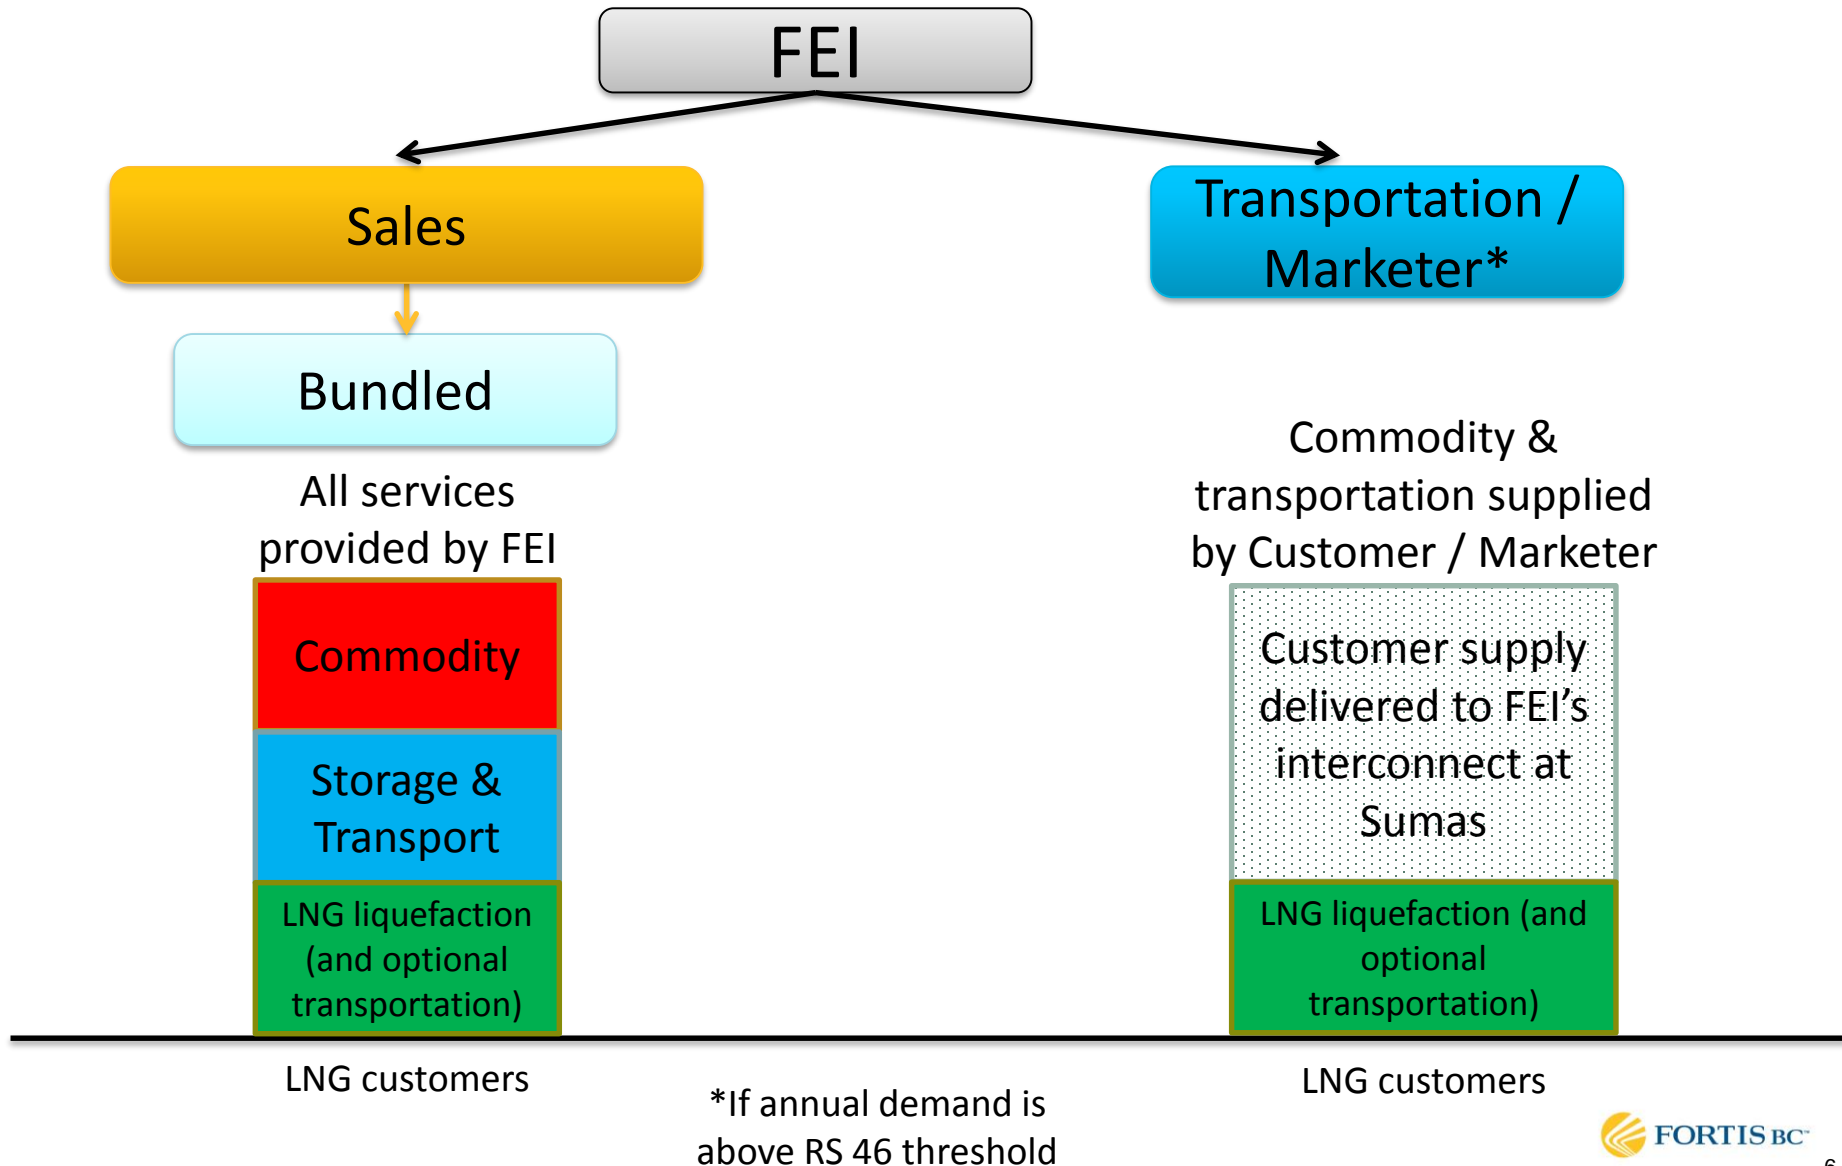 FEI
Sales
Transportation /
Marketer*
Bundled
All services
provided by FEI
Commodity &
transportation supplied
by Customer / Marketer
Commodity
Storage &
Transport
LNG liquefaction
(and optional
transportation)
Customer supply
delivered to FEI’s
interconnect at
Sumas
LNG liquefaction (and
optional
transportation)
LNG customers
LNG customers
*If annual demand is
above RS 46 threshold
FORTIS BC™
6